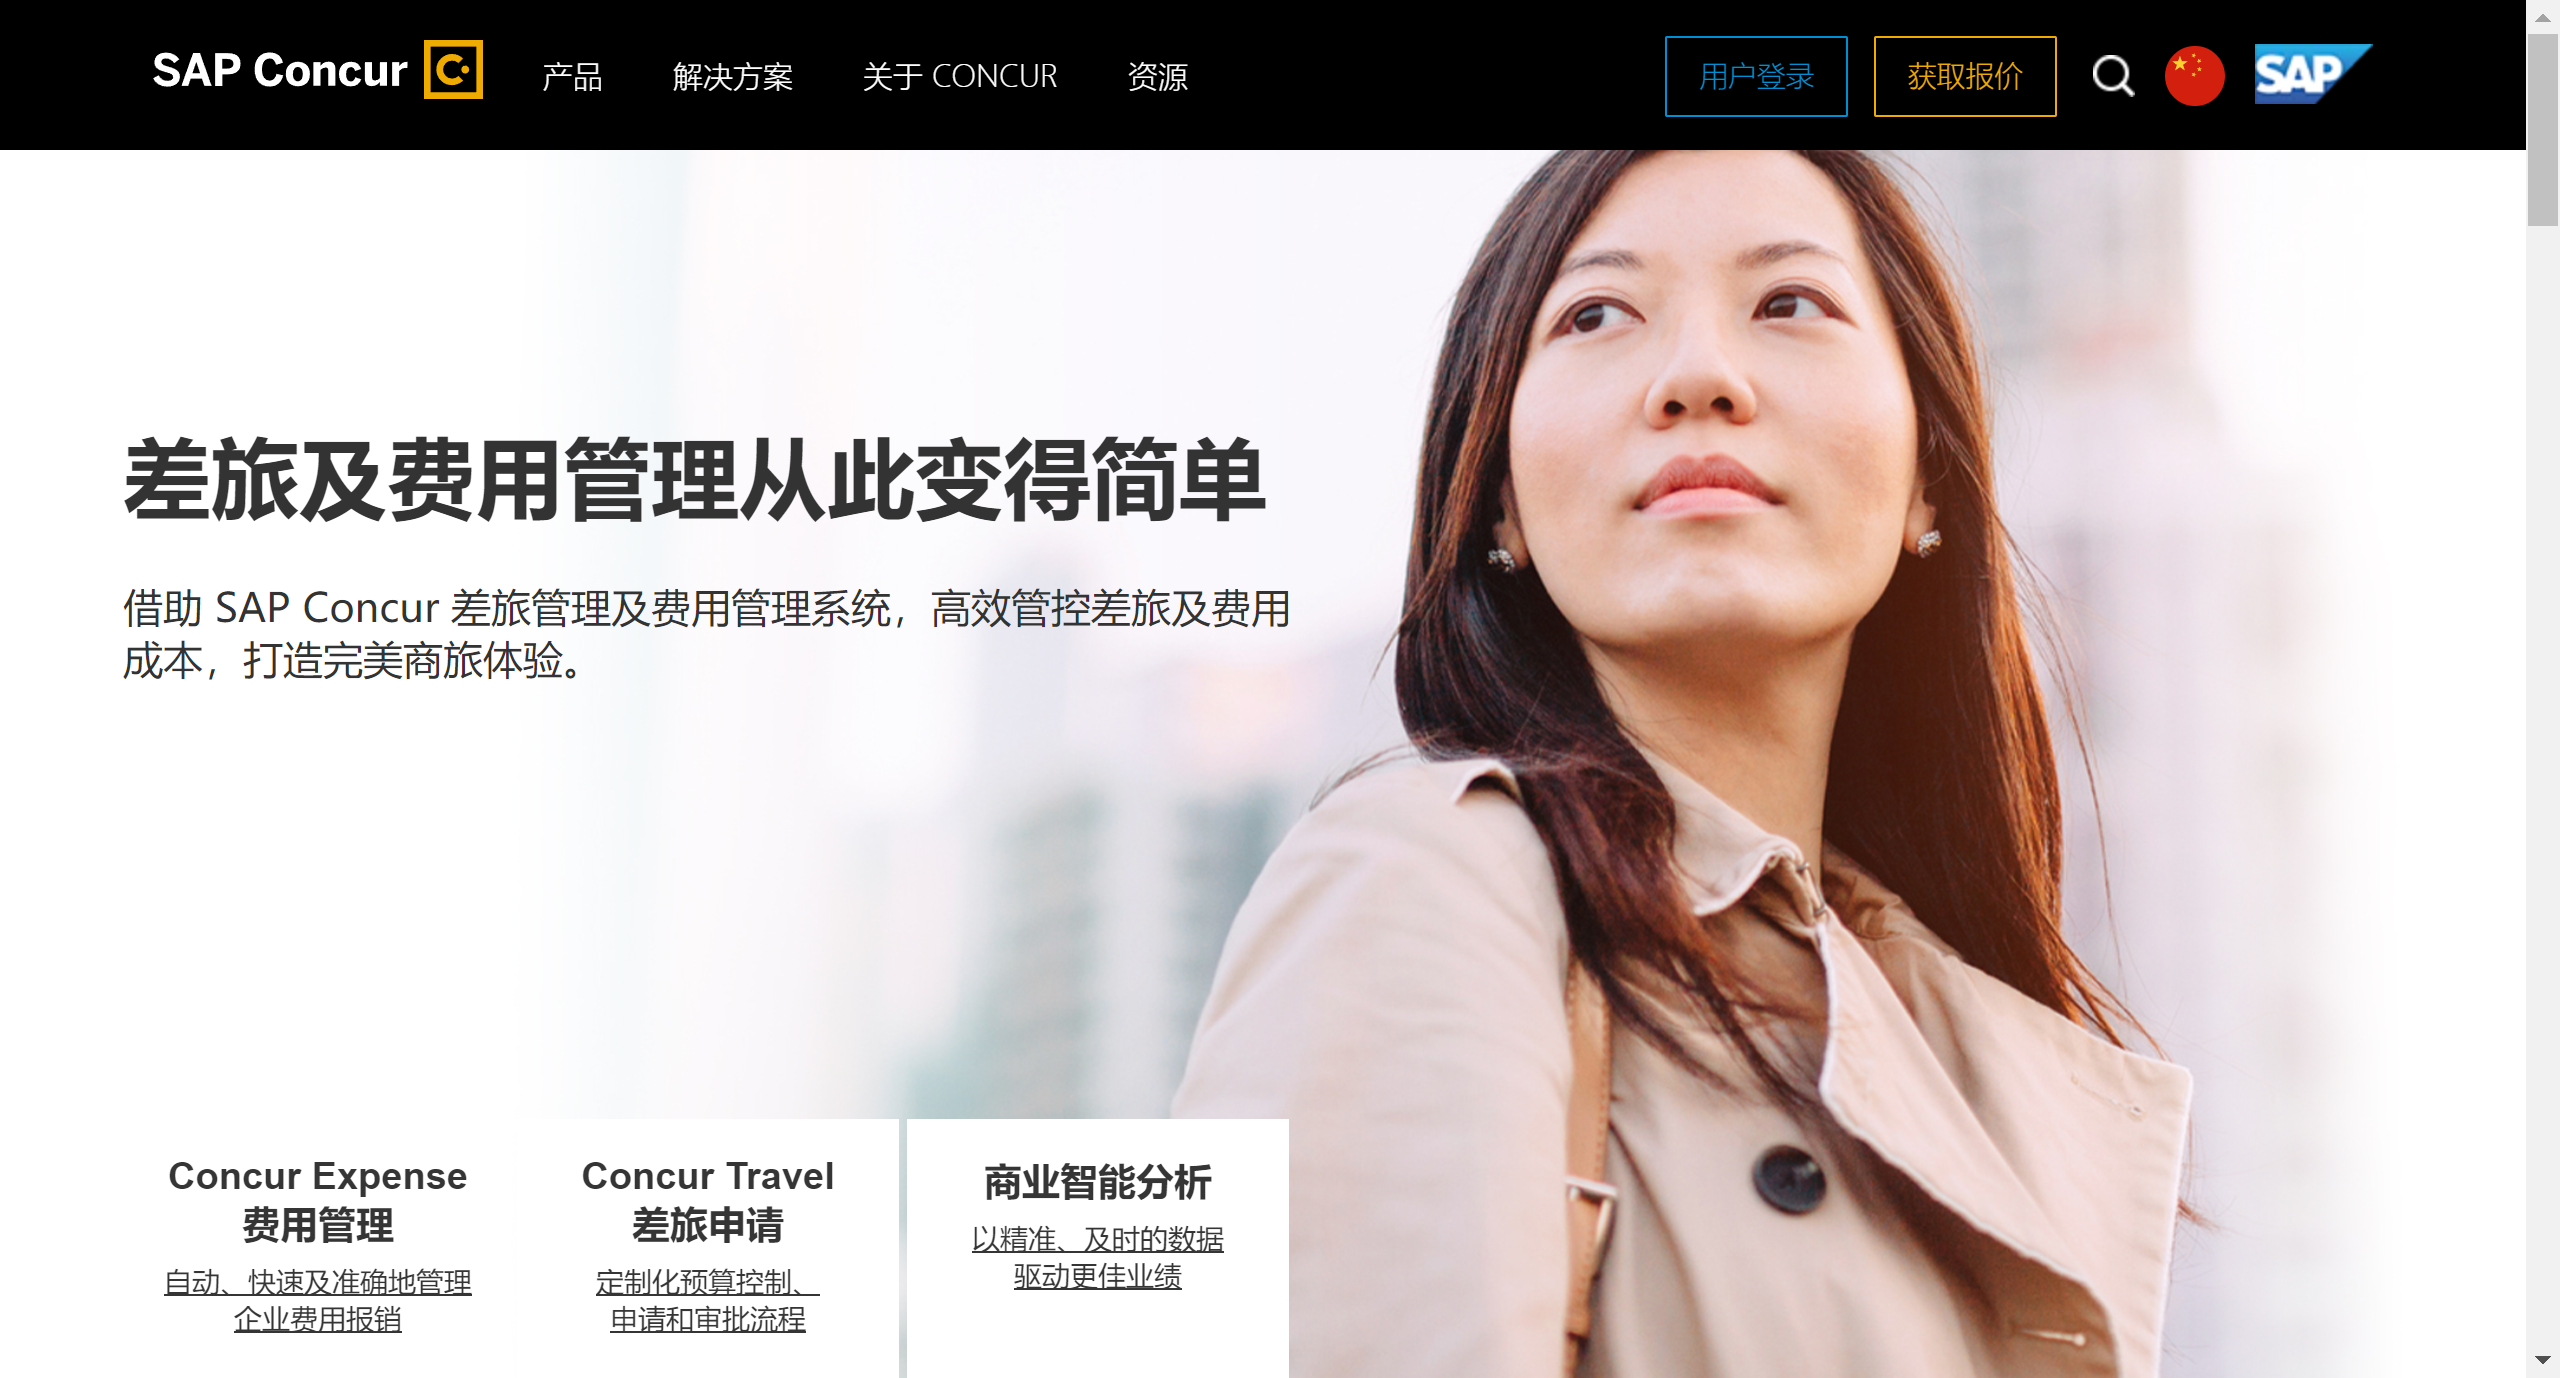 SAP Concur C
产品
解决方案
关于 CONCUR
资源
用户登录
获取报价
SAP
差旅及费用管理从此变得简单
借助 SAP Concur 差旅管理及费用管理系统，高效管控差旅及费用
成本，打造完美商旅体验。
Concur Expense
费用管理
自动、快速及准确地管理
企业费用报销
Concur Travel
差旅申请
定制化预算控制、
申请和审批流程
商业智能分析
以精准、及时的数据
驱动更佳业绩